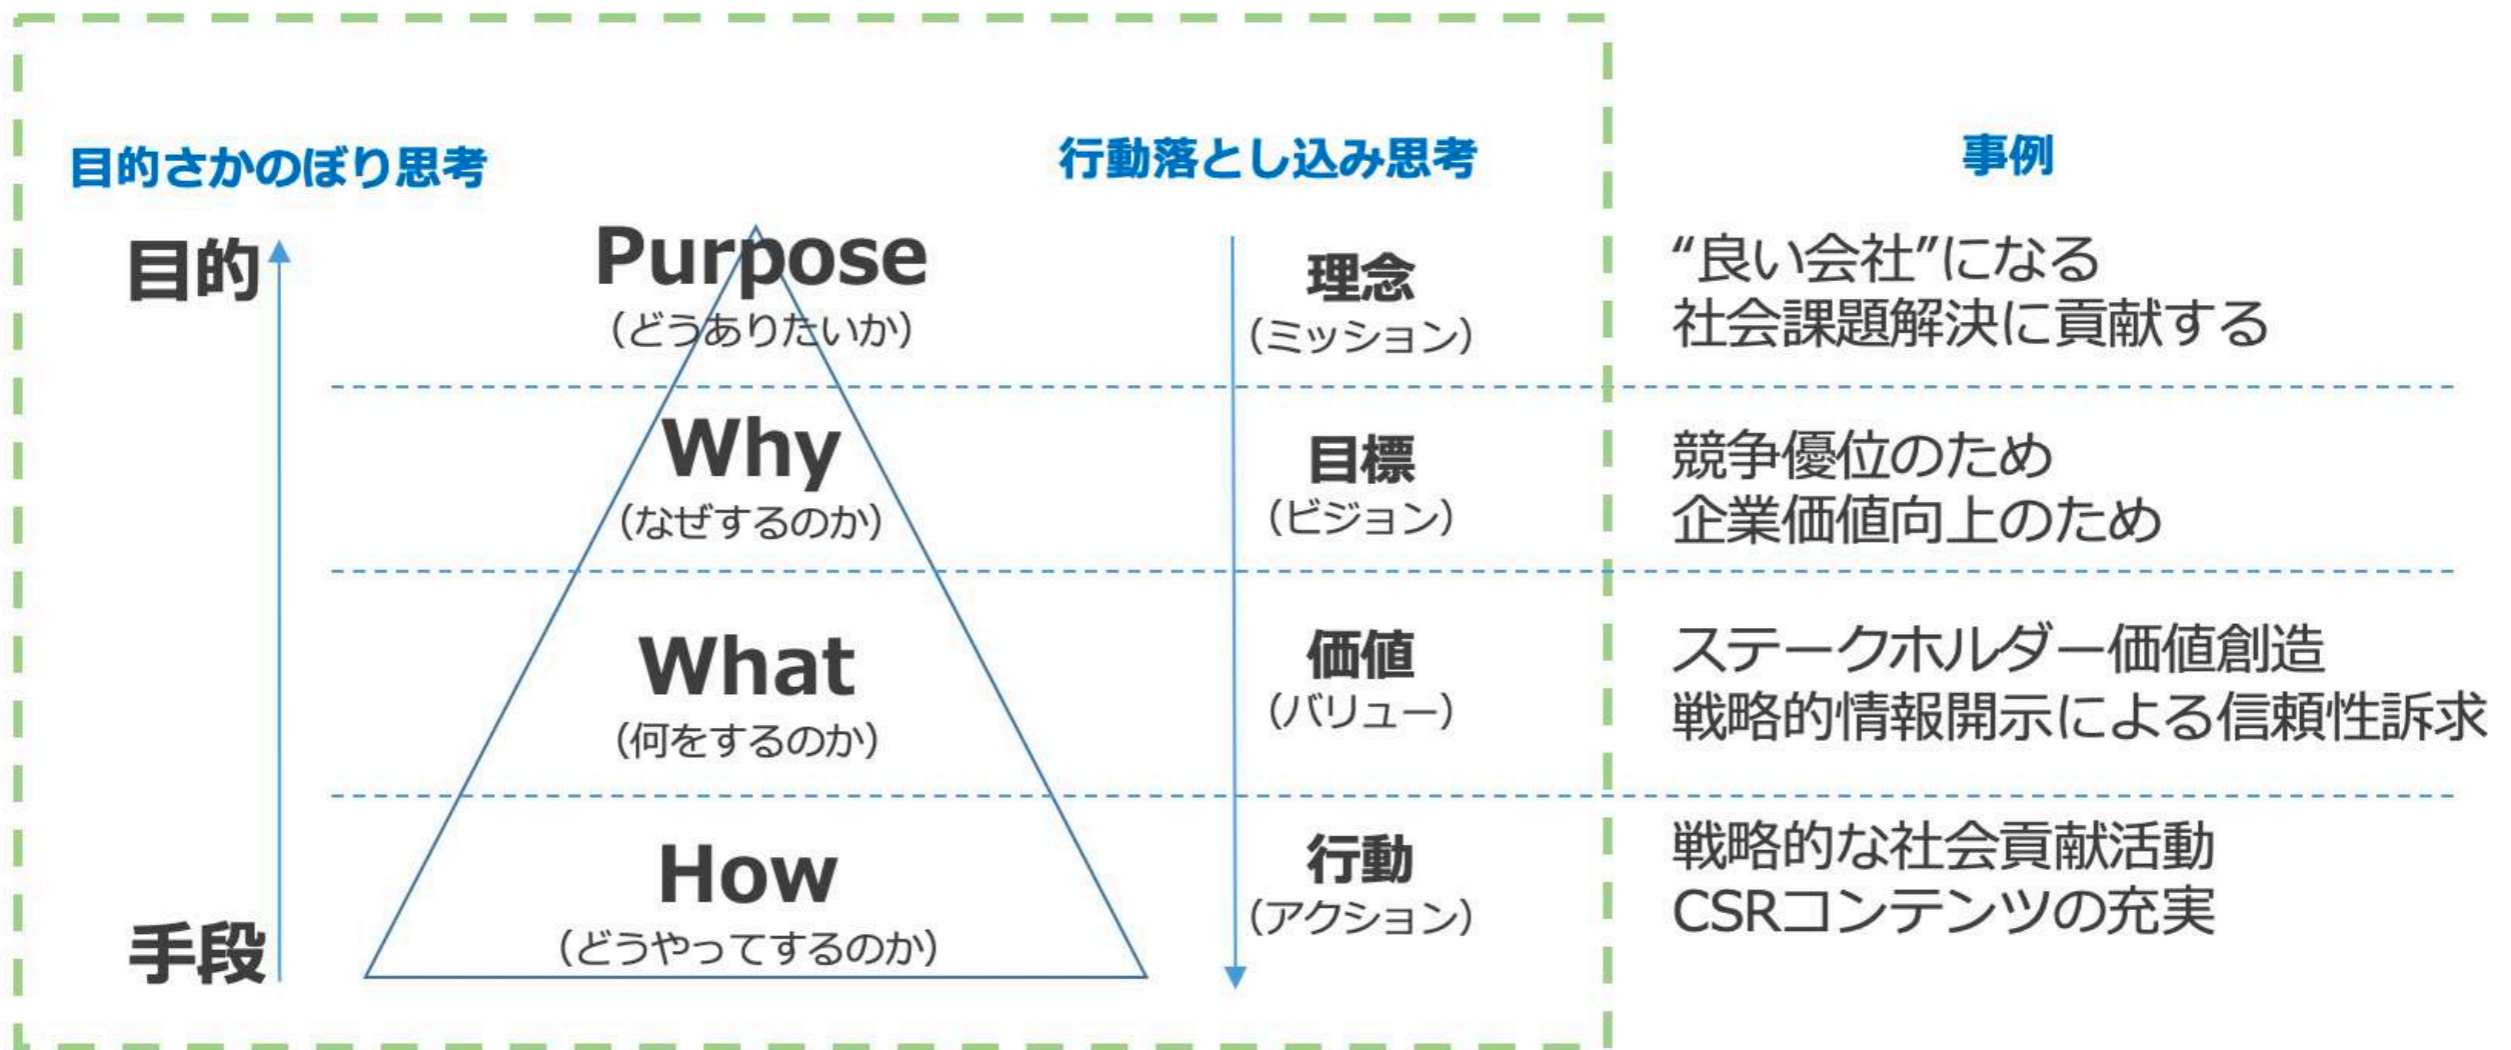 目的さかのぼり思考
行動落とし込み思考
事例
目的
Purpose
（どうありたいか）
理念
（ミッション）
“良い会社”になる
社会課題解決に貢献する
Why
（なぜするのか）
目標
（ビジョン）
競争優位のため
企業価値向上のため
What
（何をするのか）
価値
（バリュー）
ステークホルダー価値創造
戦略的情報開示による信頼性訴求
手段
How
（どうやってするのか）
行動
（アクション）
戦略的な社会貢献活動
CSRコンテンツの充実